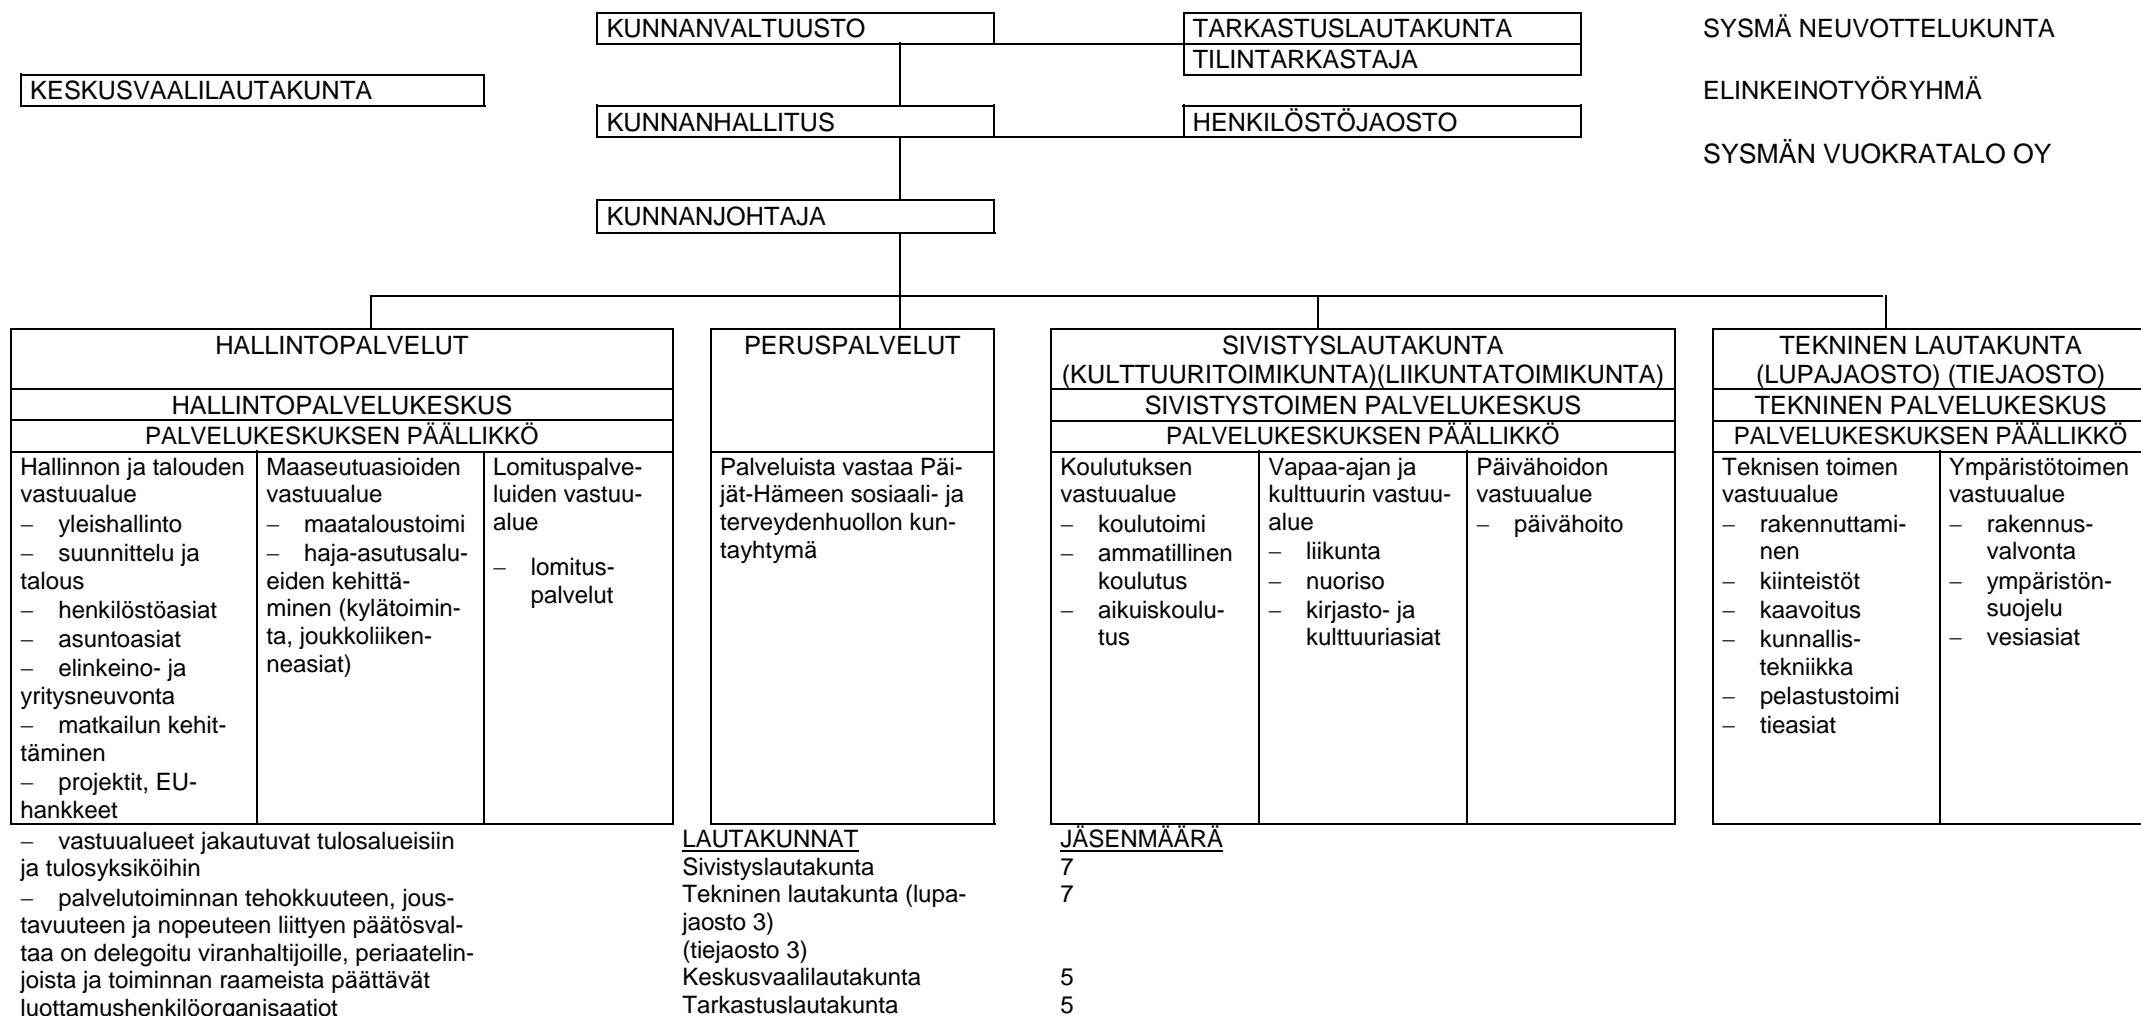 KUNNANVALTUUSTO
TARKASTUSLAUTAKUNTA
TILINTARKASTAJA
SYSMÄ NEUVOTTELUKUNTA
KESKUSVAALILAUTAKUNTA
ELINKEINOTYÖRYHMÄ
KUNNANHALLITUS
HENKILÖSTÖJAOSTO
SYSMÄN VUOKRATALO OY
KUNNANJOHTAJA
HALLINTOPALVELUT
HALLINTOPALVELUKESKUS
PALVELUKESKUKSEN PÄÄLLIKKÖ
Hallinnon ja talouden
vastuualue
– yleishallinto
– suunnittelu ja
talous
– henkilöstöasiat
– asuntoasiat
– elinkeino- ja
yritysneuvonta
– matkailun kehit-
täminen
– projektit, EU-
hankkeet
Maaseutuasioiden
vastuualue
– maataloustoimi
– haja-asutusalu-
eiden kehittä-
minen (kylätoimin-
ta, joukkoliiken-
neasiat)
Lomituspalve-
luiden vastuu-
alue
– lomitus-
palvelut
PERUSPALVELUT
Palveluista vastaa Päi-
jät-Hämeen sosiaali- ja
terveydenhuollon kun-
tayhtymä
SIVISTYSLAUTAKUNTA
(KULTTUURITOIMIKUNTA)(LIIKUNTATOIMIKUNTA)
SIVISTYSTOIMEN PALVELUKESKUS
PALVELUKESKUKSEN PÄÄLLIKKÖ
Koulutuksen
vastuualue
– koulutoimi
– ammatillinen
koulutus
– aikuiskoulu-
tus
Vapaa-ajan ja
kulttuurin vastuu-
alue
– liikunta
– nuoriso
– kirjasto- ja
kulttuuriasiat
Päivähoidon
vastuualue
– päivähoito
TEKNINEN LAUTAKUNTA
(LUPAJAOSTO) (TIEJAOSTO)
TEKNINEN PALVELUKESKUS
PALVELUKESKUKSEN PÄÄLLIKKÖ
Teknisen toimen
vastuualue
– rakennuttami-
nen
– kiinteistöt
– kaavoitus
– kunnallis-
tekniikka
– pelastustoimi
– tieasiat
Ympäristötoimen
vastuualue
– rakennus-
valvonta
– ympäristön-
suojelu
– vesiasiat
– vastuualueet jakautuvat tulosalueisiin
ja tulosyksiköihin
– palvelutoiminnan tehokkuuteen, jous-
tavuuteen ja nopeuteen liittyen päätösval-
taa on delegoitu viranhaltijoille, periaatelin-
joista ja toiminnan raameista päättävät
luottamushenkilöorganisaatiot
LAUTAKUNNAT JÄSENMÄÄRÄ
Sivistyslautakunta 7
Tekninen lautakunta (lupa- 7
jaosto 3)
(tiejaosto 3)
Keskusvaalilautakunta 5
Tarkastuslautakunta 5